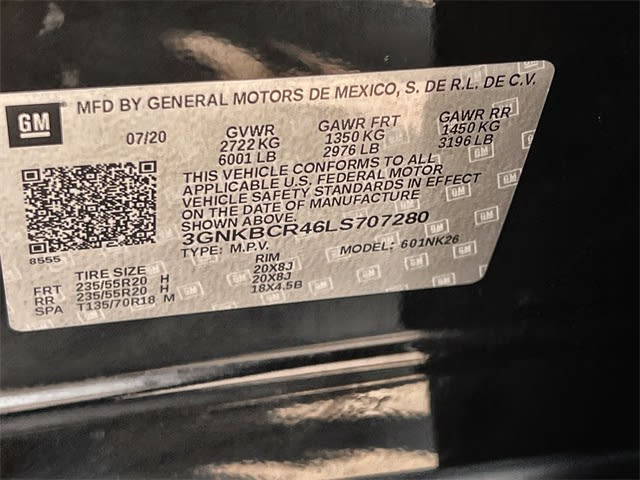 GM MFD BY GENERAL MOTORS DE MEXICO, S. DE R.L. DE C.V.
07/20 GVWR GAWR FRT GAWR RR
2722 KG 1350 KG 1450 KG
6001 LB 2976 LB 3196 LB
THIS VEHICLE CONFORMS TO ALL
APPLICABLE U.S. FEDERAL MOTOR
VEHICLE SAFETY STANDARDS IN EFFECT
ON THE DATE OF MANUFACTURE
SHOWN ABOVE.
3GNKBCR46LS707280
8555 TYPE: M.P.V. MODEL: 601NK26
TIRE SIZE RIM
FRT 235/55R20 H 20X8J
RR 235/55R20 H 20X8J
SPA T135/70R18 M 18X4.5B